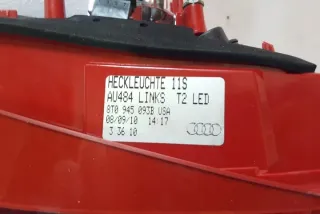 HECKLEUCHTE 11S
AU484 LINKS T2 LED
8T0 945 093B USA
08/09/10 14:17
3 36 10